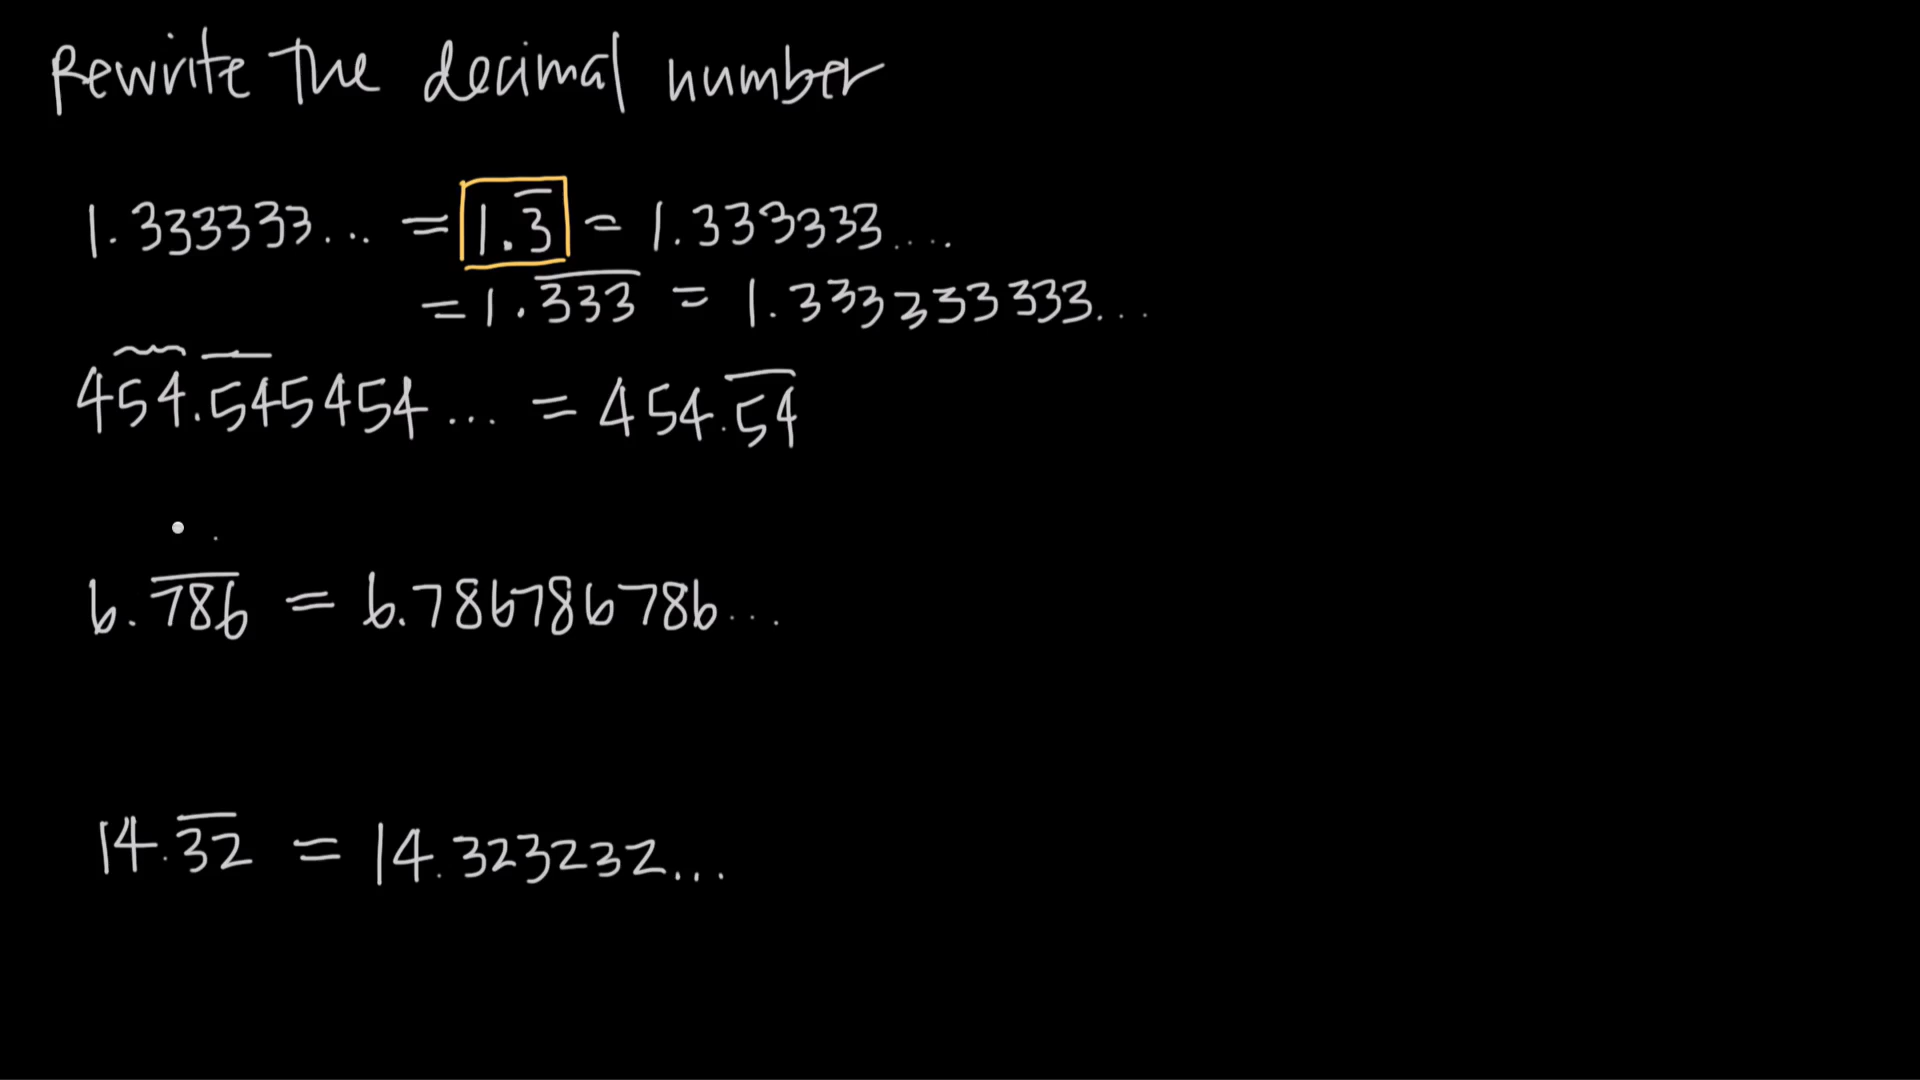 Rewrite the decimal number
1.333333... = 1.3̅ = 1.333333....
= 1.3̅3̅3̅ = 1.333333333...
454.545454... = 454.5̅4̅
6.7̅8̅6̅ = 6.786786786...
14.3̅2̅ = 14.323232...